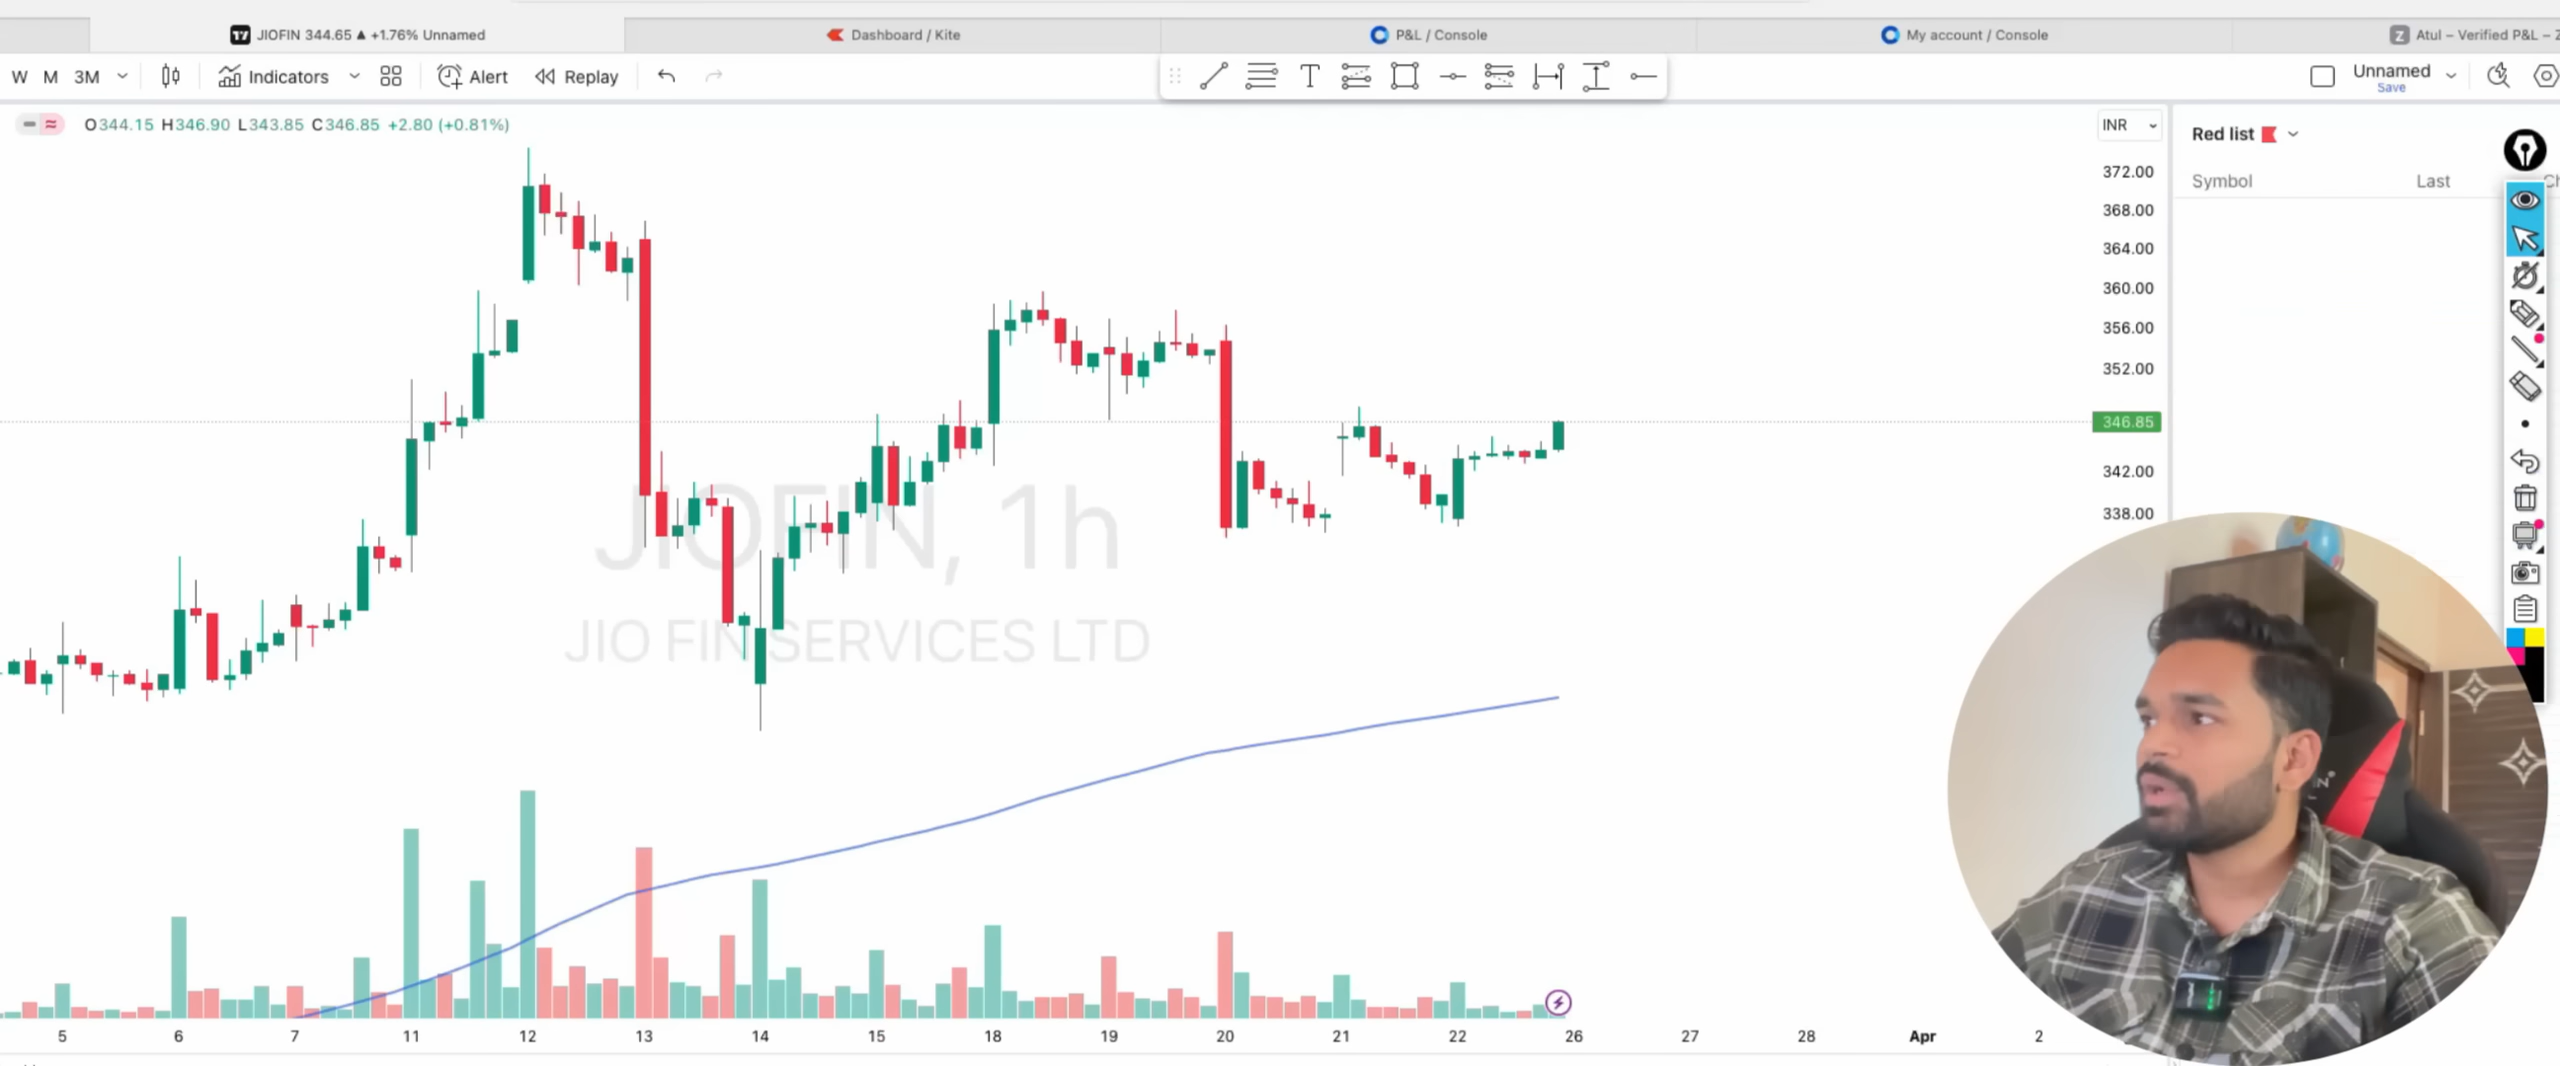 JIOFIN 344.65 ▲ +1.76% Unnamed
Dashboard / Kite
P&L / Console
My account / Console
Atul – Verified P&L –
W M 3M Indicators Alert Replay
T
Unnamed
Save
O344.15 H346.90 L343.85 C346.85 +2.80 (+0.81%)
INR
Red list
Symbol Last Ch
372.00
368.00
364.00
360.00
356.00
352.00
346.85
342.00
338.00
JIOFIN, 1h
JIO FIN SERVICES LTD
5 6 7 11 12 13 14 15 18 19 20 21 22 26 27 28 Apr 2